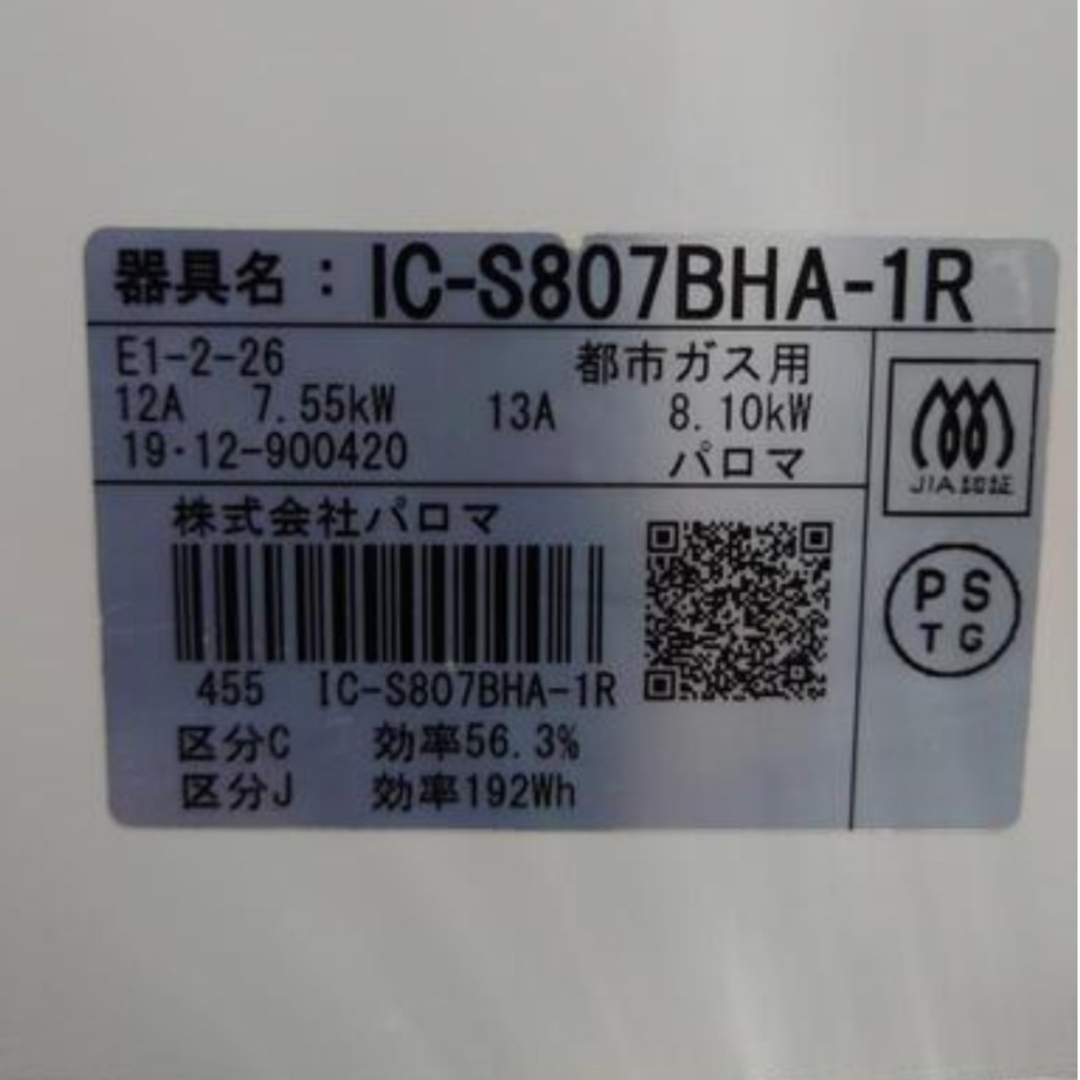 器具名：IC-S807BHA-1R
E1-2-26 都市ガス用
12A 7.55kW 13A 8.10kW
19・12-900420 パロマ
JIA認証
株式会社パロマ
PS
TG
455 IC-S807BHA-1R
区分C 効率56.3%
区分J 効率192Wh